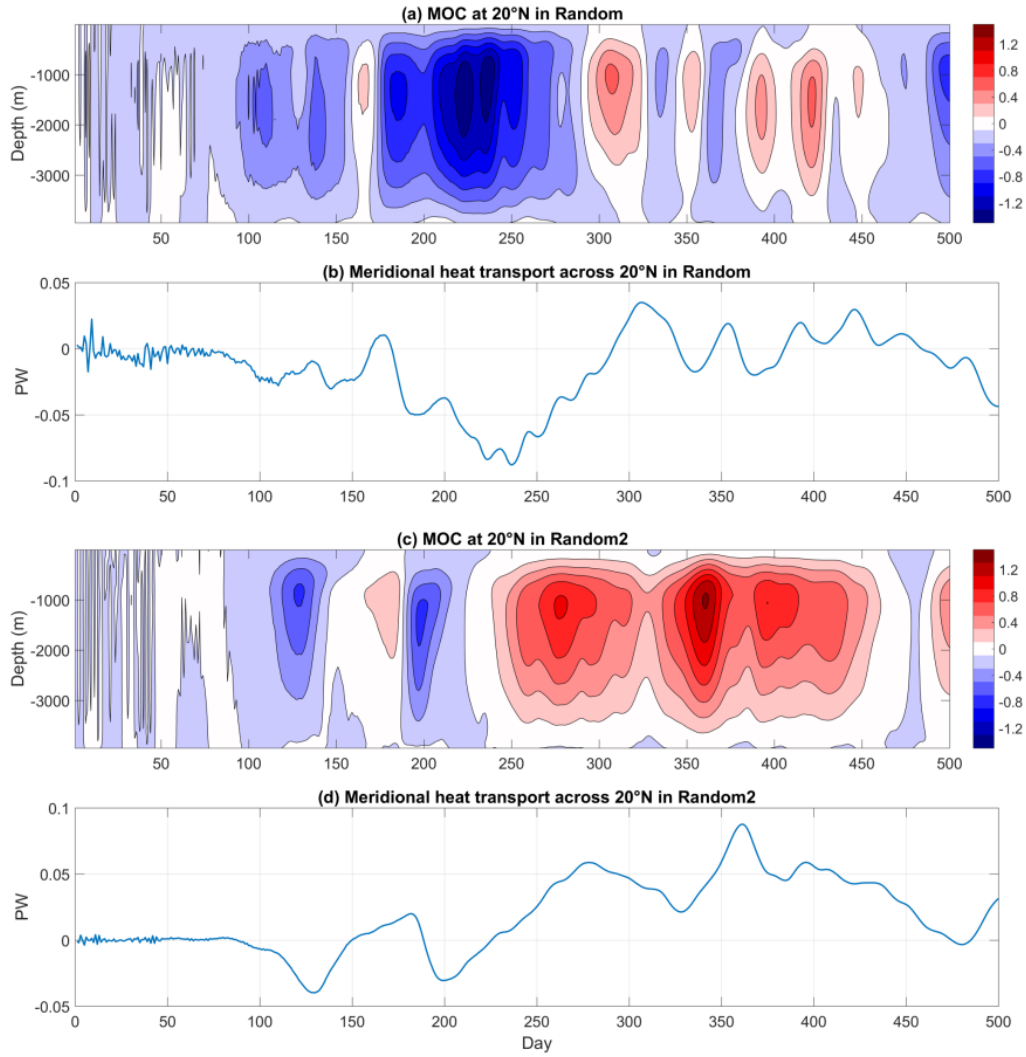 (a) MOC at 20°N in Random
Depth (m)
-1000
-2000
-3000
50 100 150 200 250 300 350 400 450 500
1.2
0.8
0.4
0
-0.4
-0.8
-1.2
(b) Meridional heat transport across 20°N in Random
PW
0.05
0
-0.05
-0.1
0 50 100 150 200 250 300 350 400 450 500
(c) MOC at 20°N in Random2
Depth (m)
-1000
-2000
-3000
50 100 150 200 250 300 350 400 450 500
1.2
0.8
0.4
0
-0.4
-0.8
-1.2
(d) Meridional heat transport across 20°N in Random2
PW
0.1
0.05
0
-0.05
0 50 100 150 200 250 300 350 400 450 500
Day